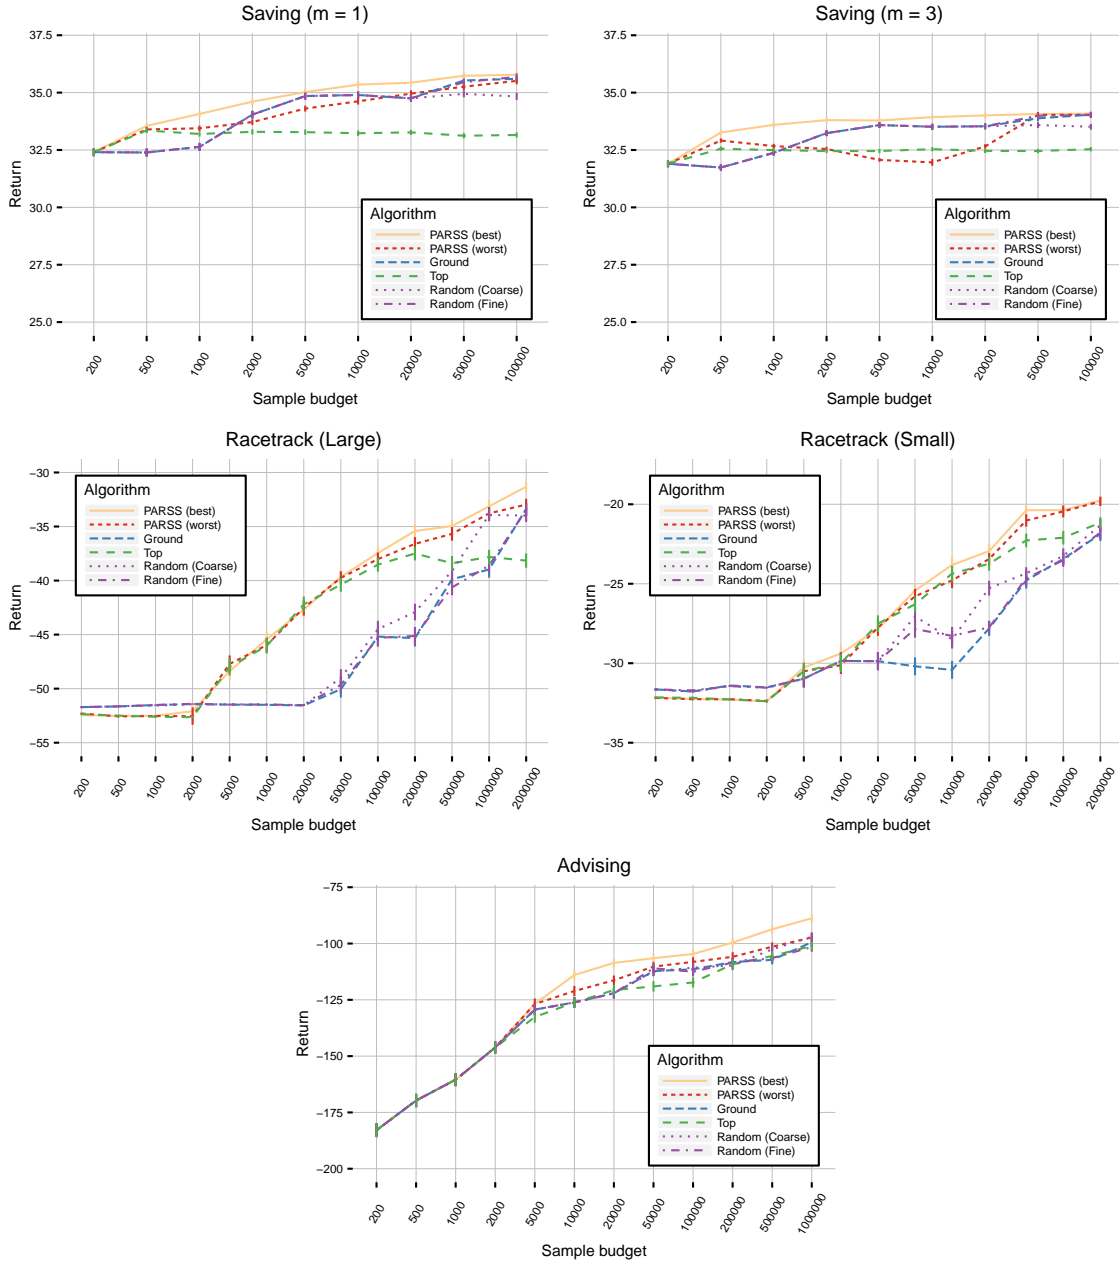 Saving (m = 1)
37.5
35.0
32.5
30.0
27.5
25.0
Return
Algorithm
PARSS (best)
PARSS (worst)
Ground
Top
Random (Coarse)
Random (Fine)
200
500
1000
2000
5000
10000
20000
50000
100000
Sample budget
Saving (m = 3)
37.5
35.0
32.5
30.0
27.5
25.0
Return
Algorithm
PARSS (best)
PARSS (worst)
Ground
Top
Random (Coarse)
Random (Fine)
200
500
1000
2000
5000
10000
20000
50000
100000
Sample budget
Racetrack (Large)
−30
−35
−40
−45
−50
−55
Return
Algorithm
PARSS (best)
PARSS (worst)
Ground
Top
Random (Coarse)
Random (Fine)
200
500
1000
2000
5000
10000
20000
50000
100000
200000
500000
1000000
2000000
Sample budget
Racetrack (Small)
−20
−25
−30
−35
Return
Algorithm
PARSS (best)
PARSS (worst)
Ground
Top
Random (Coarse)
Random (Fine)
200
500
1000
2000
5000
10000
20000
50000
100000
200000
500000
1000000
2000000
Sample budget
Advising
−75
−100
−125
−150
−175
−200
Return
Algorithm
PARSS (best)
PARSS (worst)
Ground
Top
Random (Coarse)
Random (Fine)
200
500
1000
2000
5000
10000
20000
50000
100000
200000
500000
1000000
Sample budget